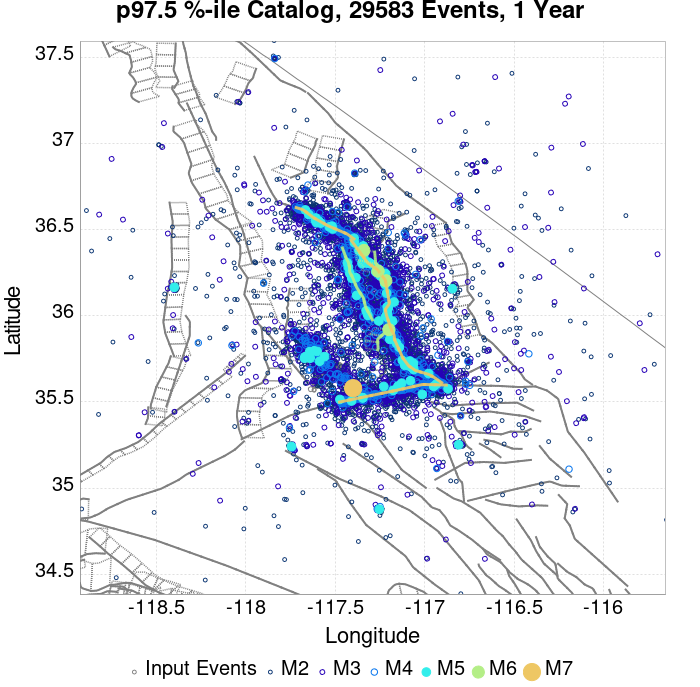 p97.5 %-ile Catalog, 29583 Events, 1 Year
37.5
37
36.5
36
35.5
35
34.5
Latitude
-118.5 -118 -117.5 -117 -116.5 -116
Longitude
Input Events M2 M3 M4 M5 M6 M7